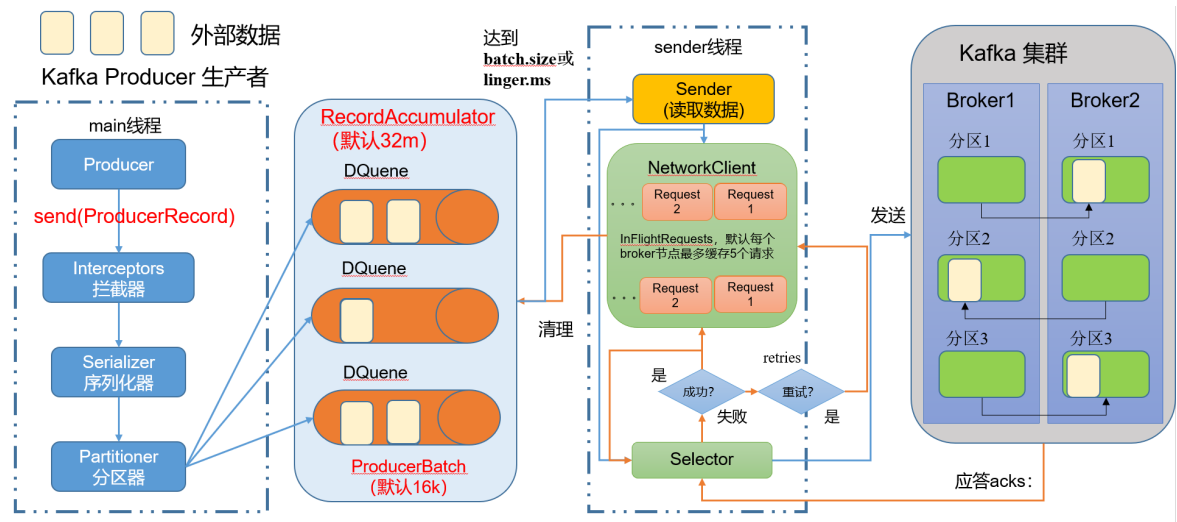 外部数据
Kafka Producer 生产者
main线程
Producer
send(ProducerRecord)
Interceptors
拦截器
Serializer
序列化器
Partitioner
分区器
RecordAccumulator
(默认32m)
DQuene
DQuene
DQuene
ProducerBatch
(默认16k)
达到
batch.size或
linger.ms
清理
sender线程
Sender
(读取数据)
NetworkClient
...
Request
2
Request
1
InFlightRequests，默认每个
broker节点最多缓存5个请求
...
Request
2
Request
1
retries
是
成功?
重试?
失败
是
Selector
发送
Kafka 集群
Broker1
Broker2
分区1
分区1
分区2
分区2
分区3
分区3
应答acks：